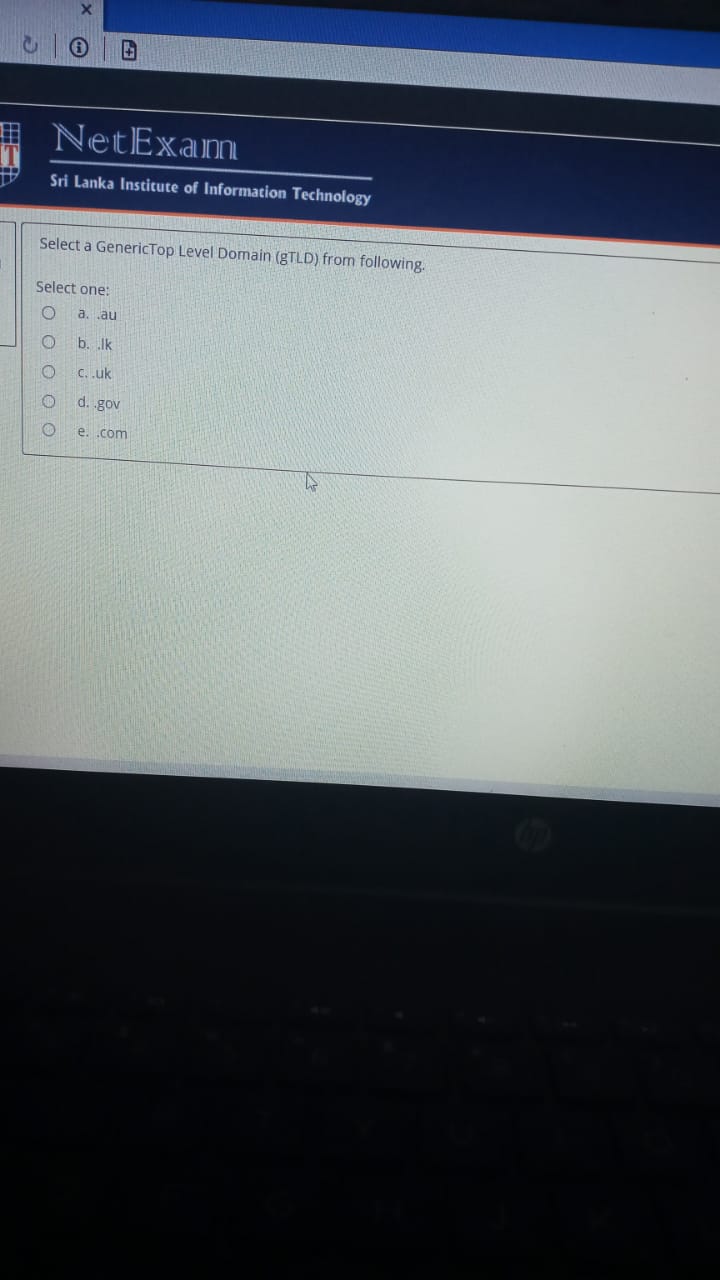 NetExam
Sri Lanka Institute of Information Technology
Select a GenericTop Level Domain (gTLD) from following.
Select one:
a. .au
b. .lk
c. .uk
d. .gov
e. .com
hp